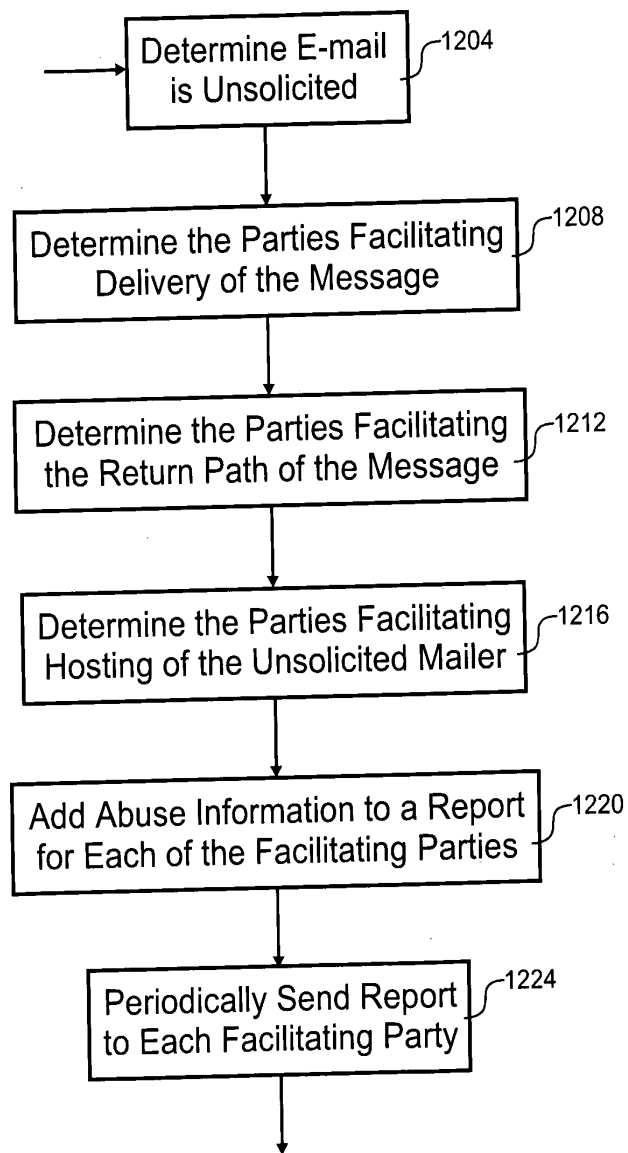 Determine E-mail
is Unsolicited
1204
Determine the Parties Facilitating
Delivery of the Message
1208
Determine the Parties Facilitating
the Return Path of the Message
1212
Determine the Parties Facilitating
Hosting of the Unsolicited Mailer
1216
Add Abuse Information to a Report
for Each of the Facilitating Parties
1220
Periodically Send Report
to Each Facilitating Party
1224